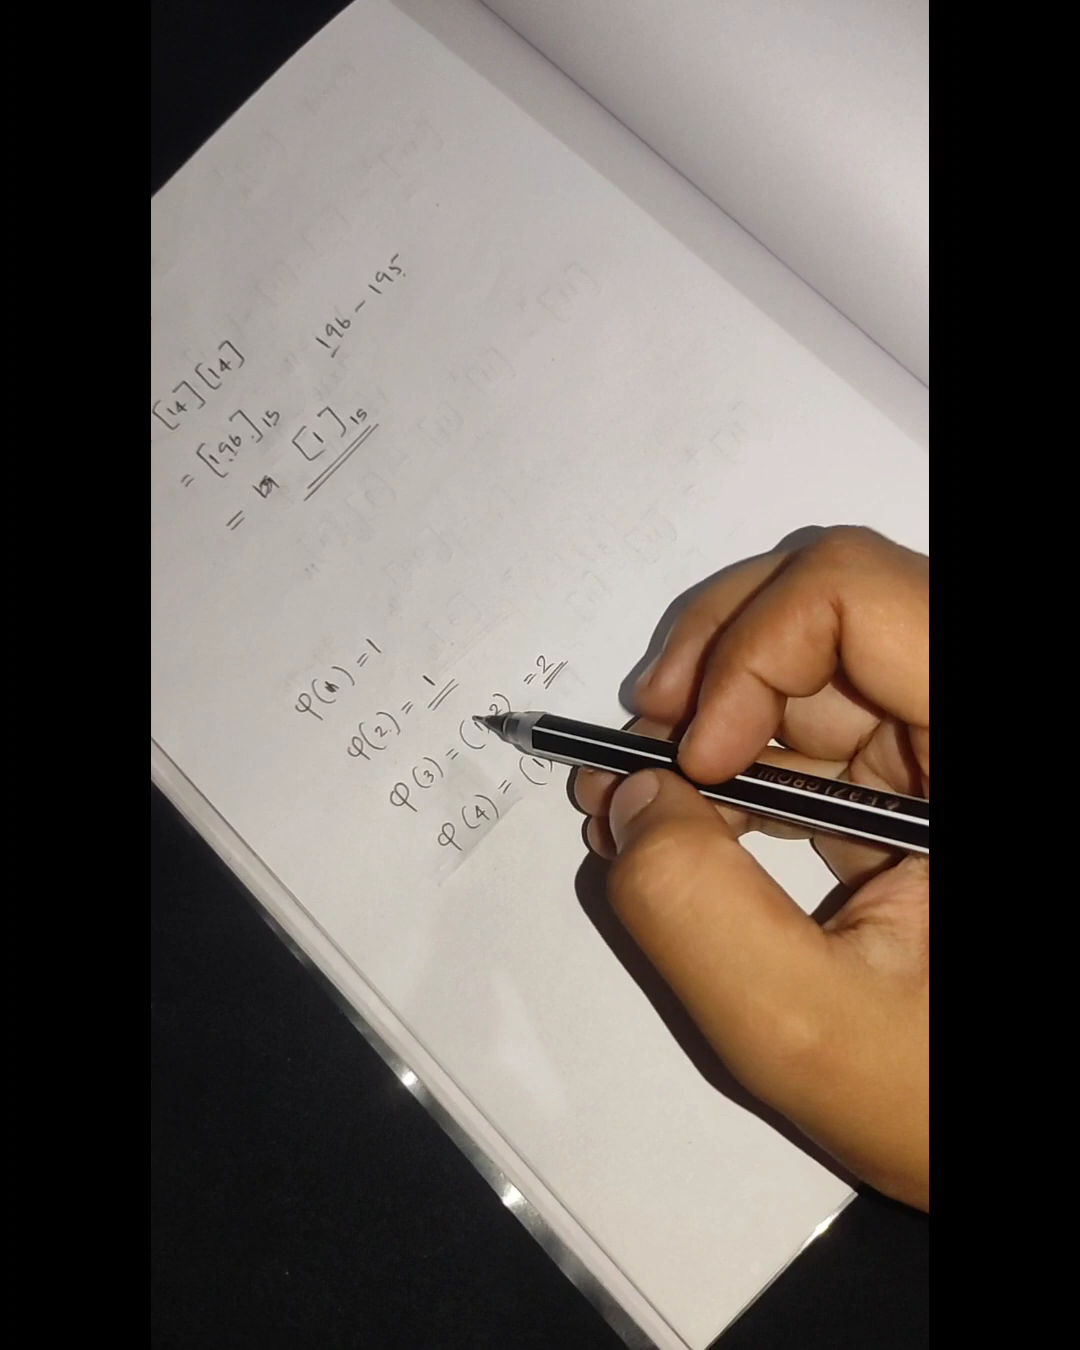 [14][14]
= [196]₁₅
196 - 195
= [1]₁₅
φ(1) = 1
φ(2) = 1
φ(3) = (1,2) = 2
φ(4) = (1,